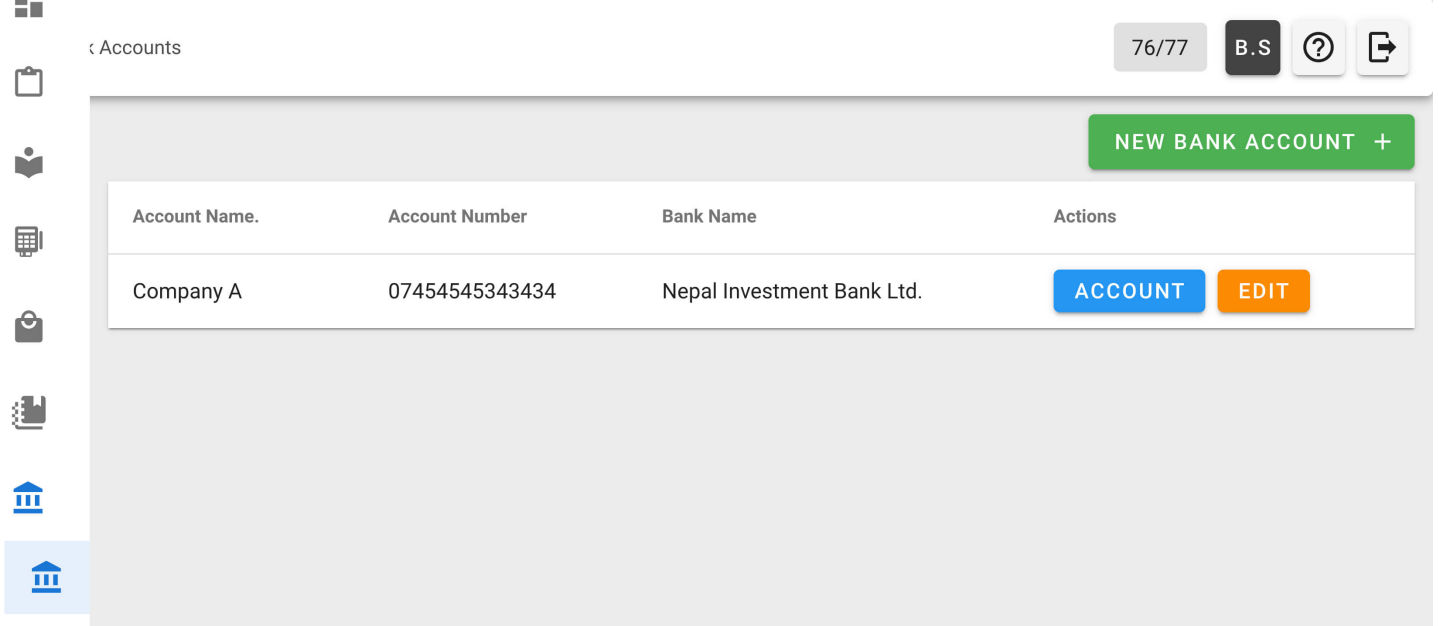 Accounts
76/77
B.S
NEW BANK ACCOUNT +
Account Name. Account Number Bank Name Actions
Company A 07454545343434 Nepal Investment Bank Ltd. ACCOUNT EDIT